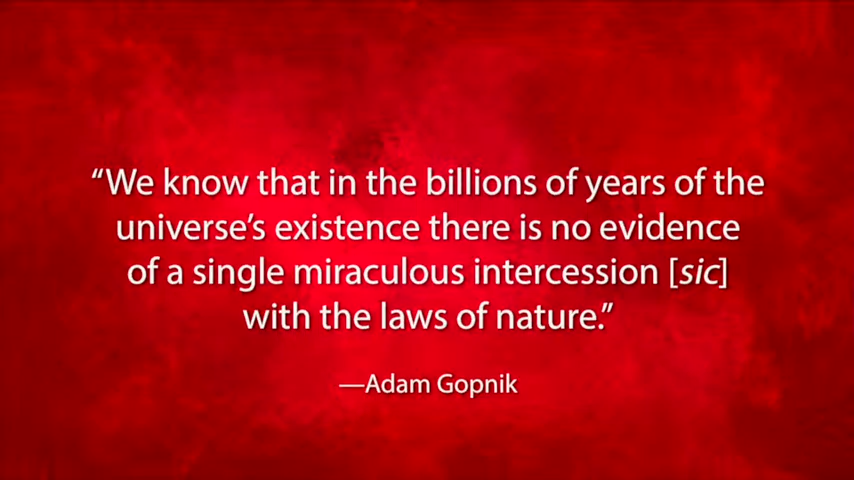 “We know that in the billions of years of the
universe’s existence there is no evidence
of a single miraculous intercession [sic]
with the laws of nature.”
—Adam Gopnik